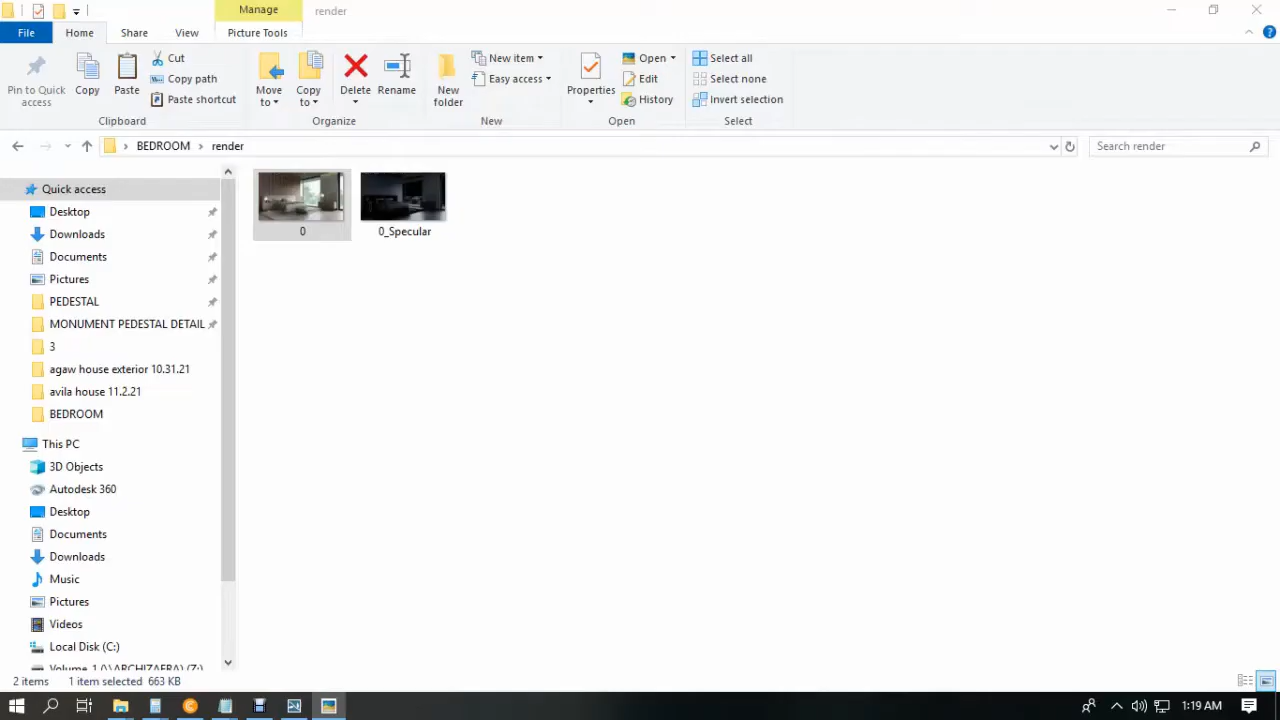 Manage
render
File
Home
Share
View
Picture Tools
Pin to Quick access
Copy
Paste
Cut
Copy path
Paste shortcut
Clipboard
Move to
Copy to
Delete
Rename
Organize
New folder
New item
Easy access
New
Properties
Open
Edit
History
Open
Select all
Select none
Invert selection
Select
BEDROOM
render
Search render
Quick access
Desktop
Downloads
Documents
Pictures
PEDESTAL
MONUMENT PEDESTAL DETAIL
3
agaw house exterior 10.31.21
avila house 11.2.21
BEDROOM
This PC
3D Objects
Autodesk 360
Desktop
Documents
Downloads
Music
Pictures
Videos
Local Disk (C:)
Volume_1 (\\ARCHIZAFRA) (Z:)
0
0_Specular
2 items
1 item selected 663 KB
1:19 AM